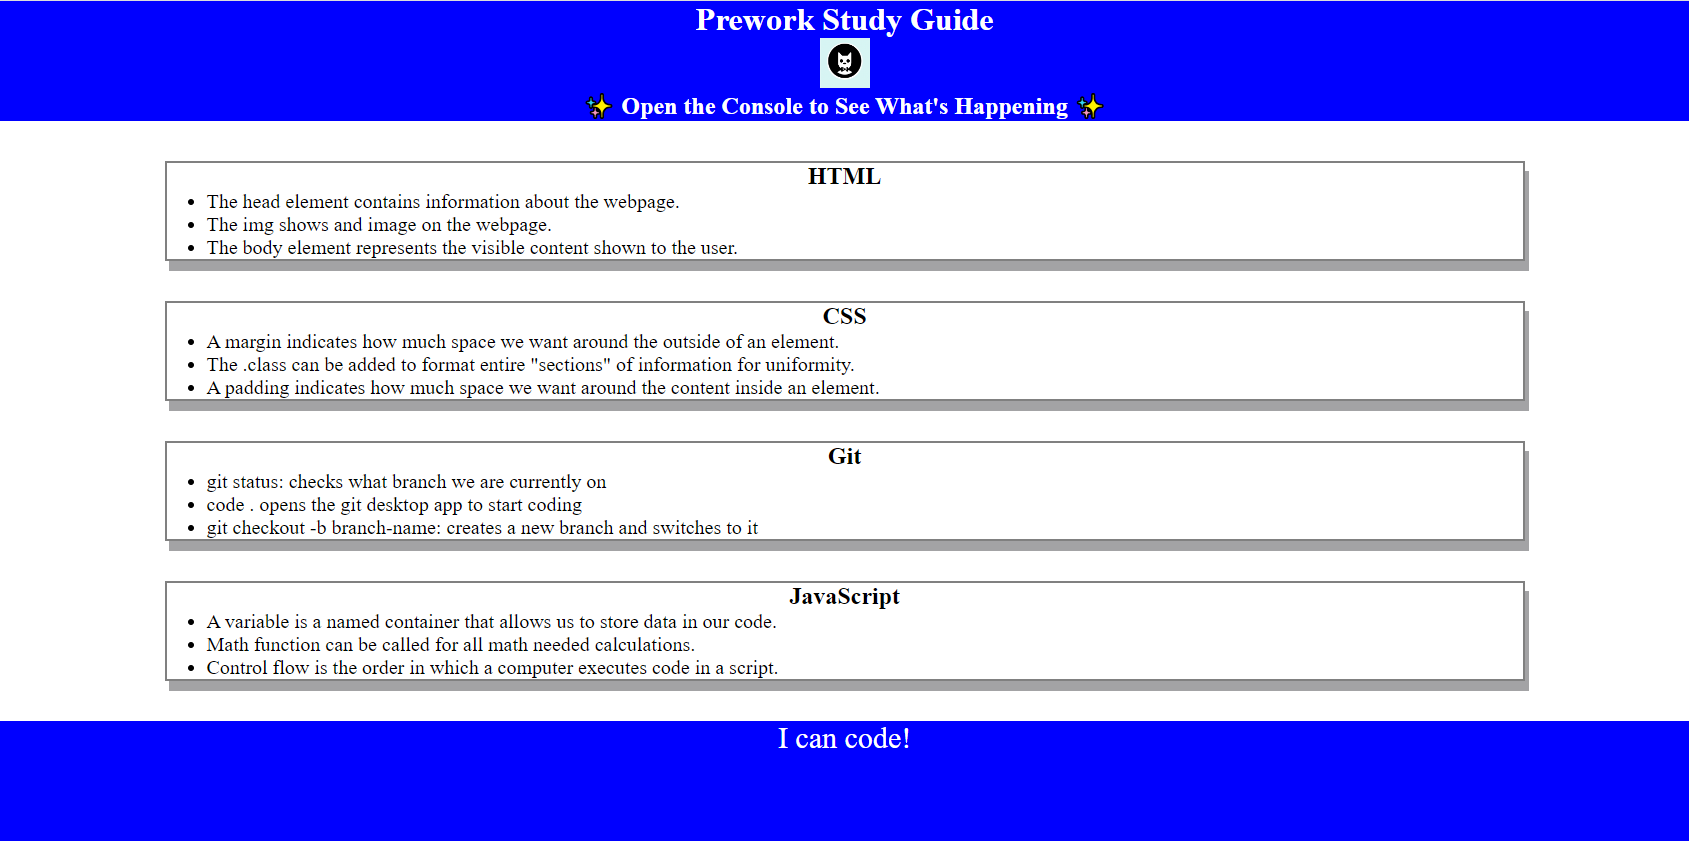 Prework Study Guide
✨ Open the Console to See What's Happening ✨
HTML
• The head element contains information about the webpage.
• The img shows and image on the webpage.
• The body element represents the visible content shown to the user.
CSS
• A margin indicates how much space we want around the outside of an element.
• The .class can be added to format entire "sections" of information for uniformity.
• A padding indicates how much space we want around the content inside an element.
Git
• git status: checks what branch we are currently on
• code . opens the git desktop app to start coding
• git checkout -b branch-name: creates a new branch and switches to it
JavaScript
• A variable is a named container that allows us to store data in our code.
• Math function can be called for all math needed calculations.
• Control flow is the order in which a computer executes code in a script.
I can code!